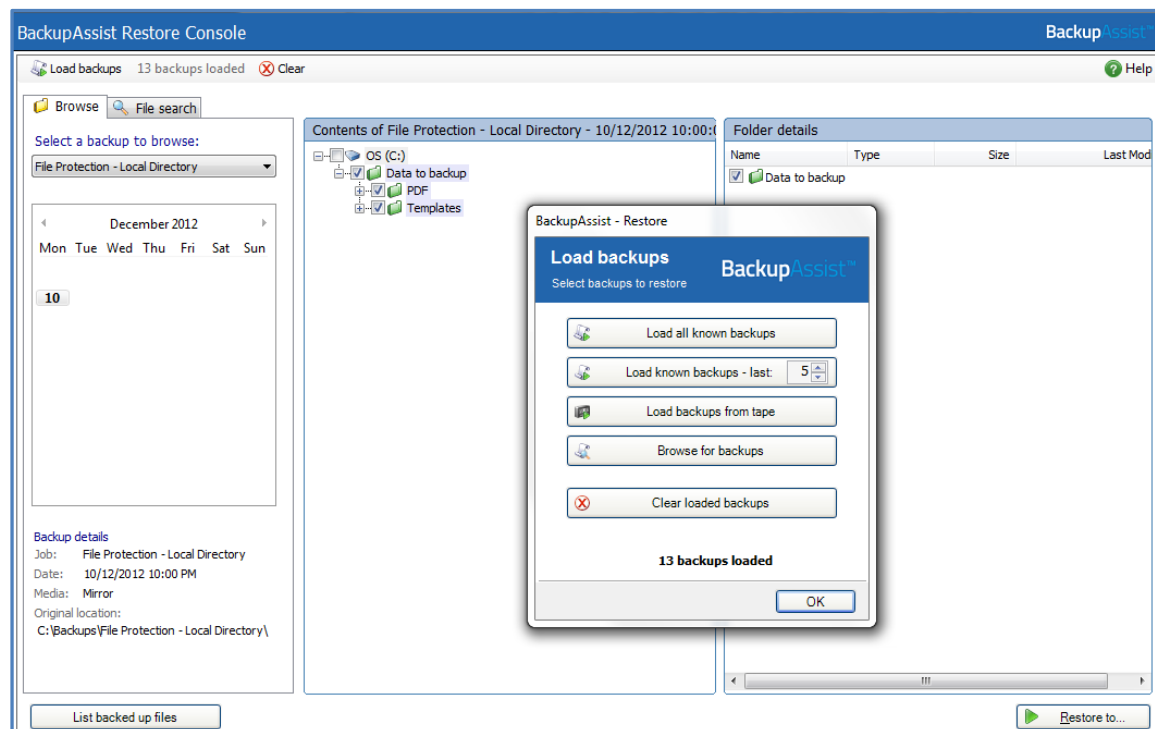 BackupAssist Restore Console
BackupAssist™
Load backups 13 backups loaded Clear
Help
Browse File search
Select a backup to browse:
File Protection - Local Directory
December 2012
Mon Tue Wed Thu Fri Sat Sun
10
Backup details
Job: File Protection - Local Directory
Date: 10/12/2012 10:00 PM
Media: Mirror
Original location:
C:\Backups\File Protection - Local Directory\
List backed up files
Contents of File Protection - Local Directory - 10/12/2012 10:00:
OS (C:)
Data to backup
PDF
Templates
Folder details
Name Type Size Last Mod
Data to backup
BackupAssist - Restore
Load backups
Select backups to restore
BackupAssist™
Load all known backups
Load known backups - last: 5
Load backups from tape
Browse for backups
Clear loaded backups
13 backups loaded
OK
Restore to...